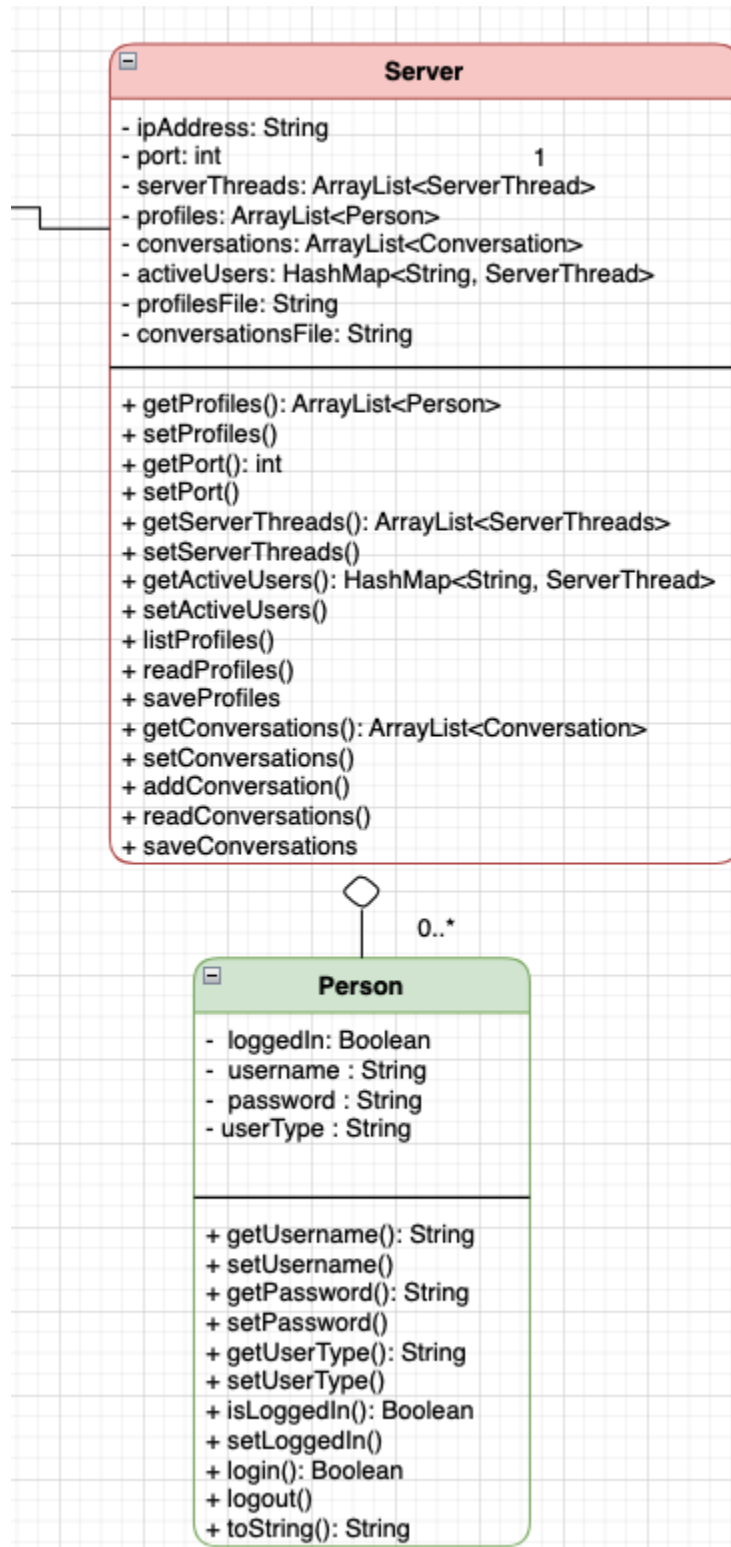 Server
- ipAddress: String
- port: int
1
- serverThreads: ArrayList<ServerThread>
- profiles: ArrayList<Person>
- conversations: ArrayList<Conversation>
- activeUsers: HashMap<String, ServerThread>
- profilesFile: String
- conversationsFile: String
+ getProfiles(): ArrayList<Person>
+ setProfiles()
+ getPort(): int
+ setPort()
+ getServerThreads(): ArrayList<ServerThreads>
+ setServerThreads()
+ getActiveUsers(): HashMap<String, ServerThread>
+ setActiveUsers()
+ listProfiles()
+ readProfiles()
+ saveProfiles
+ getConversations(): ArrayList<Conversation>
+ setConversations()
+ addConversation()
+ readConversations()
+ saveConversations
0..*
Person
- loggedIn: Boolean
- username : String
- password : String
- userType : String
+ getUsername(): String
+ setUsername()
+ getPassword(): String
+ setPassword()
+ getUserType(): String
+ setUserType()
+ isLoggedIn(): Boolean
+ setLoggedIn()
+ login(): Boolean
+ logout()
+ toString(): String